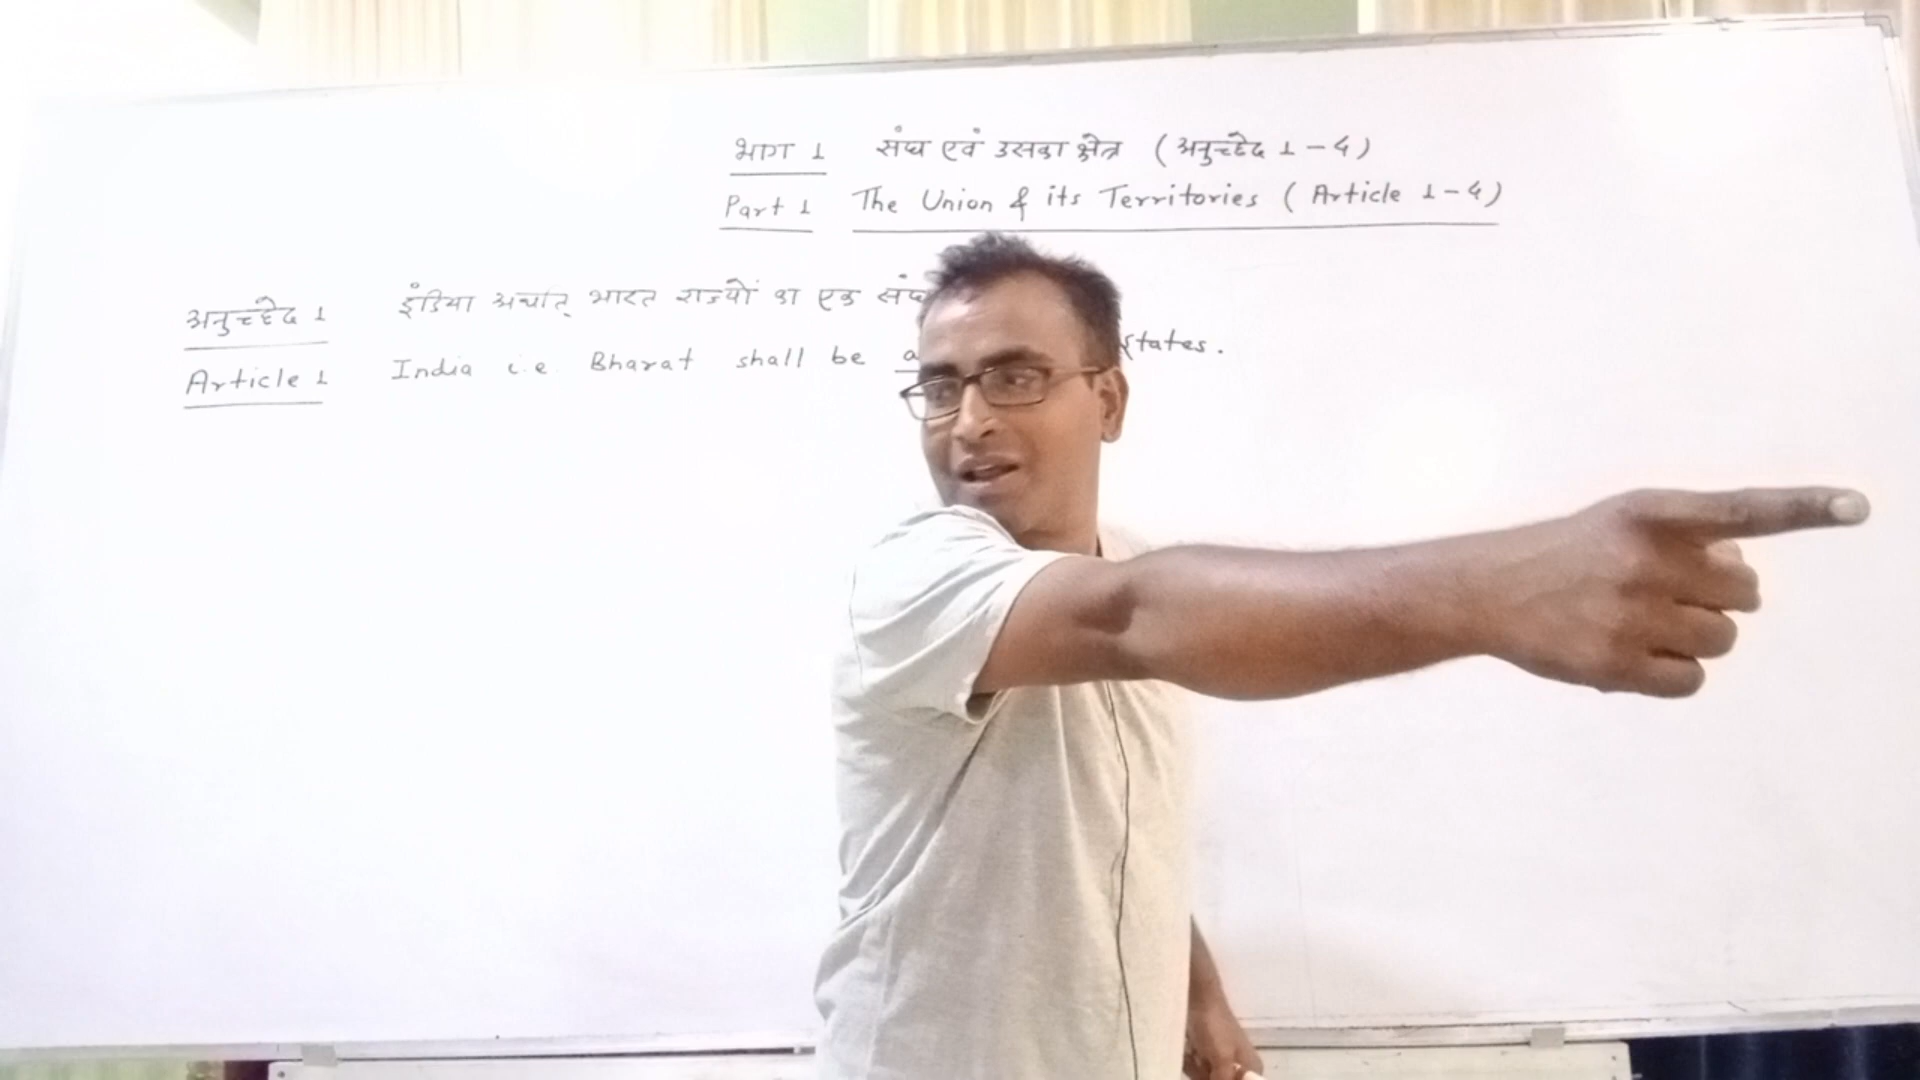 भाग 1 संघ एवं उसका क्षेत्र (अनुच्छेद 1-4)
Part 1 The Union & its Territories (Article 1-4)
अनुच्छेद 1 इंडिया अर्थात् भारत राज्यों का एक संघ
Article 1 India i.e. Bharat shall be a States.